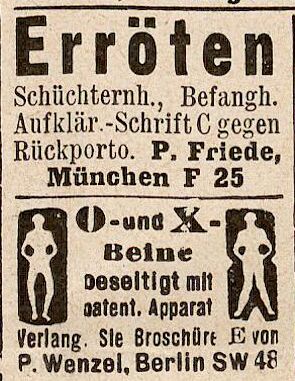 Erröten
Schüchternh., Befangh.
Aufklär.-Schrift C gegen
Rückporto. P. Friede,
München F 25
O-und X-
Beine
beseitigt mit
patent. Apparat
Verlang. Sie Broschüre E von
P. Wenzel, Berlin SW 48